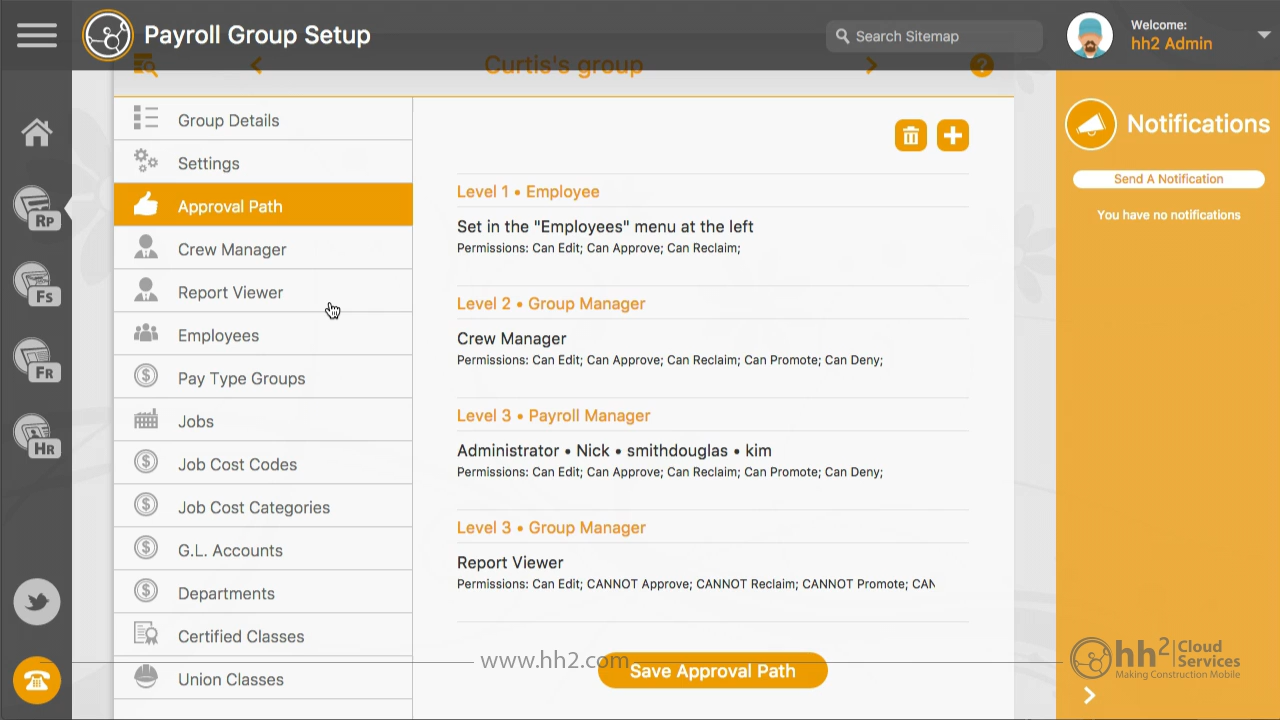 Payroll Group Setup
Search Sitemap
Welcome:
hh2 Admin
Curtis's group
?
Group Details
Settings
Approval Path
Crew Manager
Report Viewer
Employees
Pay Type Groups
Jobs
Job Cost Codes
Job Cost Categories
G.L. Accounts
Departments
Certified Classes
Union Classes
RP
FS
FR
HR
Level 1 • Employee
Set in the "Employees" menu at the left
Permissions: Can Edit; Can Approve; Can Reclaim;
Level 2 • Group Manager
Crew Manager
Permissions: Can Edit; Can Approve; Can Reclaim; Can Promote; Can Deny;
Level 3 • Payroll Manager
Administrator • Nick • smithdouglas • kim
Permissions: Can Edit; Can Approve; Can Reclaim; Can Promote; Can Deny;
Level 3 • Group Manager
Report Viewer
Permissions: Can Edit; CANNOT Approve; CANNOT Reclaim; CANNOT Promote; CAN
Save Approval Path
www.hh2.com
Notifications
Send A Notification
You have no notifications
hh2 Cloud Services
Making Construction Mobile